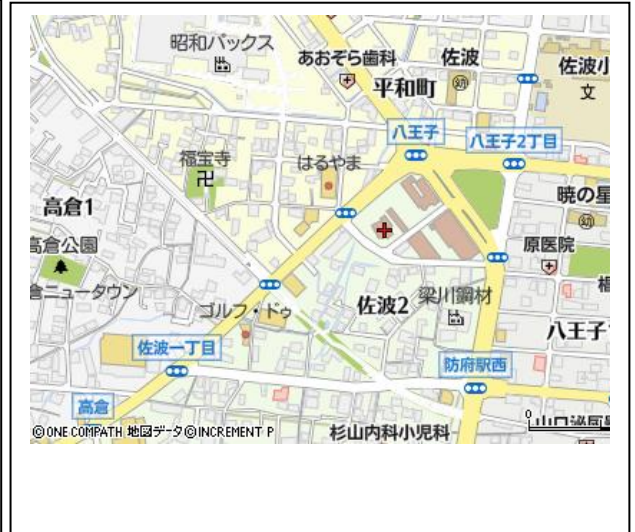 昭和パックス
あおぞら歯科
佐波
幼
佐波小
文
平和町
八王子
八王子2丁目
福宝寺
はるやま
高倉1
暁の星
幼
原医院
高倉公園
倉ニュータウン
ゴルフ・ドゥ
佐波2
梁川鋼材
八王子
佐波一丁目
防府駅西
高倉
©ONE COMPATH 地図データ©INCREMENT P
杉山内科小児科
0